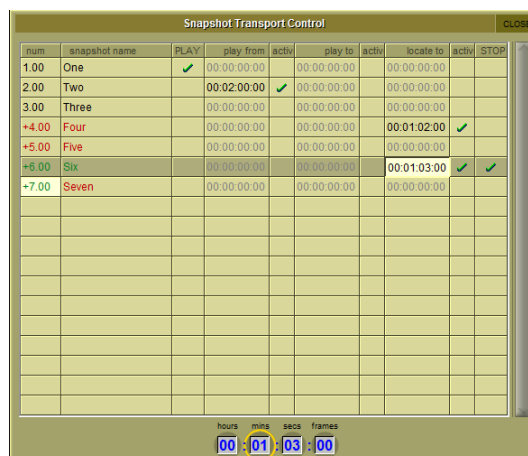 Snapshot Transport Control CLOSE
num snapshot name PLAY play from activ play to activ locate to activ STOP
1.00 One 00:00:00:00 00:00:00:00 00:00:00:00
2.00 Two 00:02:00:00 00:00:00:00 00:00:00:00
3.00 Three 00:00:00:00 00:00:00:00 00:00:00:00
+4.00 Four 00:00:00:00 00:00:00:00 00:01:02:00
+5.00 Five 00:00:00:00 00:00:00:00 00:00:00:00
+6.00 Six 00:00:00:00 00:00:00:00 00:01:03:00
+7.00 Seven 00:00:00:00 00:00:00:00 00:00:00:00
hours mins secs frames
00 : 01 : 03 : 00